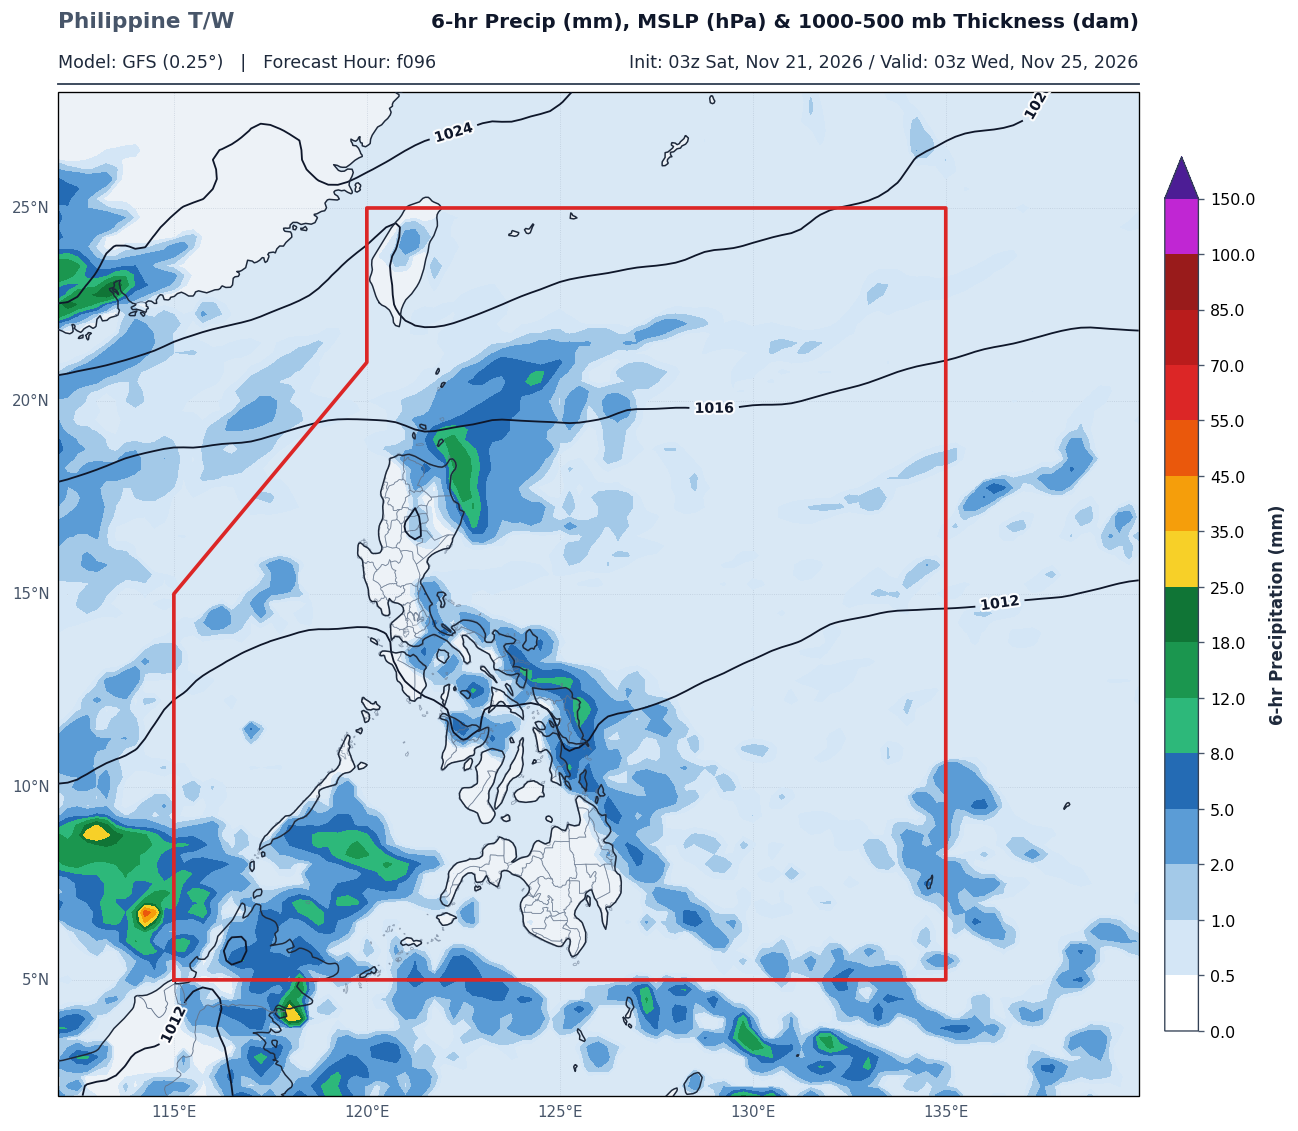 Philippine T/W
6-hr Precip (mm), MSLP (hPa) & 1000-500 mb Thickness (dam)
Model: GFS (0.25°) | Forecast Hour: f096
Init: 03z Sat, Nov 21, 2026 / Valid: 03z Wed, Nov 25, 2026
1024
102
1016
1012
1012
25°N
20°N
15°N
10°N
5°N
115°E
120°E
125°E
130°E
135°E
150.0
100.0
85.0
70.0
55.0
45.0
35.0
25.0
18.0
12.0
8.0
5.0
2.0
1.0
0.5
0.0
6-hr Precipitation (mm)